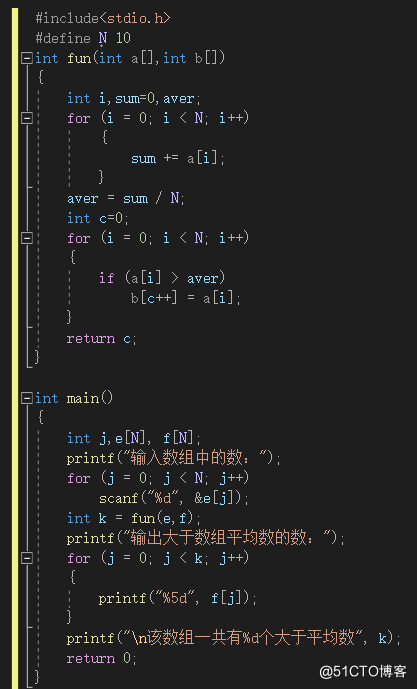 #include<stdio.h>
#define N 10
int fun(int a[],int b[])
{
    int i,sum=0,aver;
    for (i = 0; i < N; i++)
        {
            sum += a[i];
        }
    aver = sum / N;
    int c=0;
    for (i = 0; i < N; i++)
    {
        if (a[i] > aver)
            b[c++] = a[i];
    }
    return c;
}

int main()
{
    int j,e[N], f[N];
    printf("输入数组中的数：");
    for (j = 0; j < N; j++)
        scanf("%d", &e[j]);
    int k = fun(e,f);
    printf("输出大于数组平均数的数：");
    for (j = 0; j < k; j++)
    {
        printf("%5d", f[j]);
    }
    printf("\n该数组一共有%d个大于平均数", k);
    return 0;
}
@51CTO博客